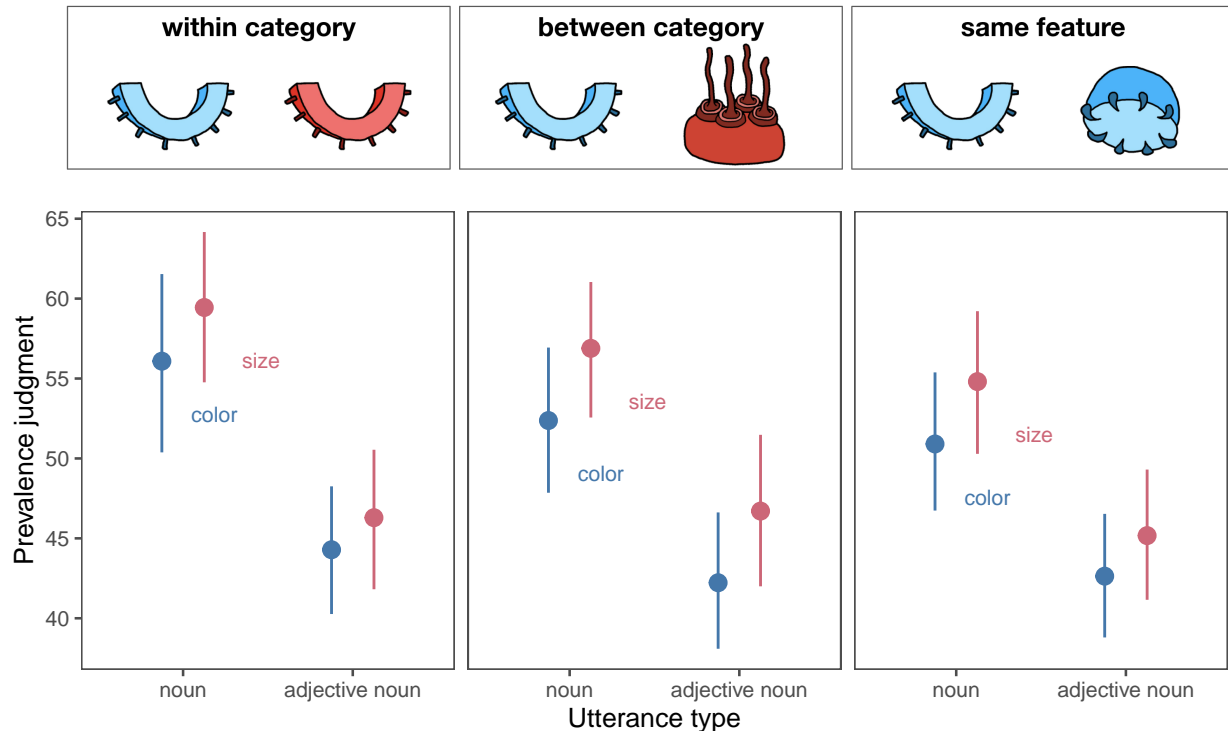 within category
between category
same feature
65
60
55
50
45
40
Prevalence judgment
size
color
size
color
size
color
noun
adjective noun
noun
adjective noun
noun
adjective noun
Utterance type